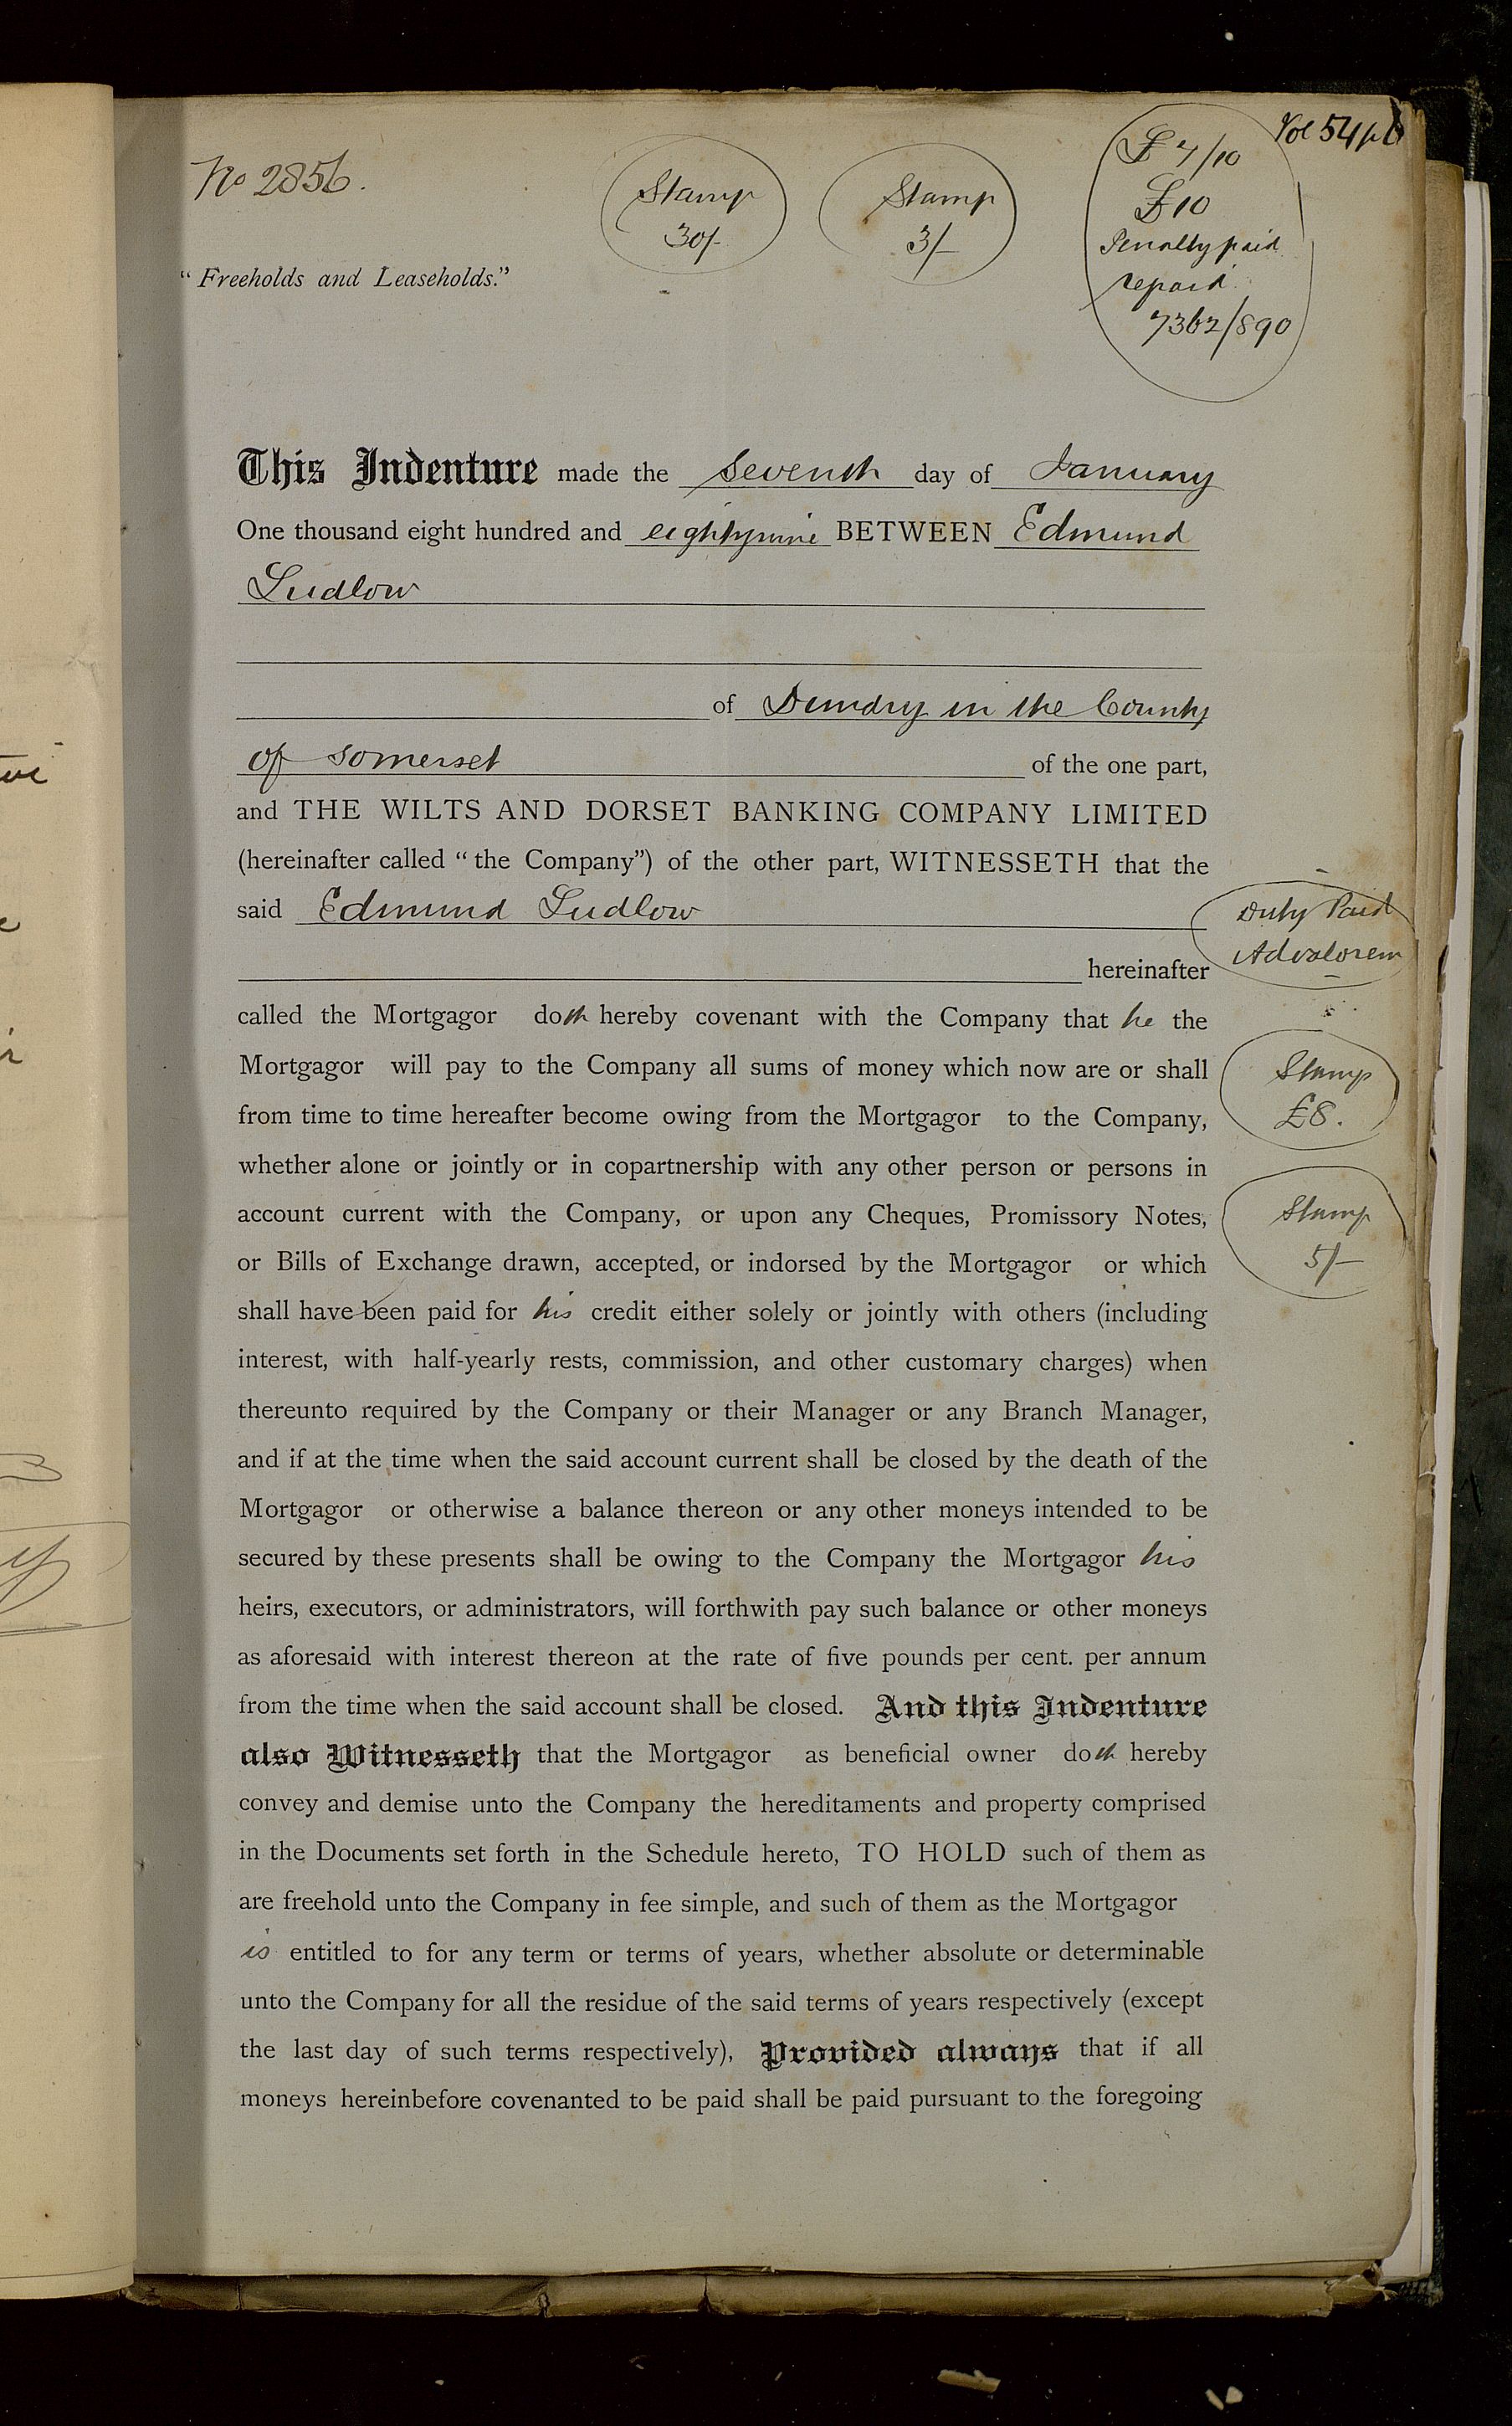 Vol 54 p
No 2856.
Stamp
30/-
Stamp
3/-
£ 7/10
£10
Penalty paid
repaid
7362/890
“ Freeholds and Leaseholds.”
This Indenture made the seventh day of January
One thousand eight hundred and eightynine BETWEEN Edmund
Ludlow
of Dundry in the County
of Somerset of the one part,
and THE WILTS AND DORSET BANKING COMPANY LIMITED
(hereinafter called “ the Company”) of the other part, WITNESSETH that the
said Edmund Ludlow
hereinafter
Duty Paid
Advalorem
called the Mortgagor doth hereby covenant with the Company that he the
Mortgagor will pay to the Company all sums of money which now are or shall
from time to time hereafter become owing from the Mortgagor to the Company,
Stamp
£8.
whether alone or jointly or in copartnership with any other person or persons in
account current with the Company, or upon any Cheques, Promissory Notes,
or Bills of Exchange drawn, accepted, or indorsed by the Mortgagor or which
Stamp
5/-
shall have been paid for his credit either solely or jointly with others (including
interest, with half-yearly rests, commission, and other customary charges) when
thereunto required by the Company or their Manager or any Branch Manager,
and if at the time when the said account current shall be closed by the death of the
Mortgagor or otherwise a balance thereon or any other moneys intended to be
secured by these presents shall be owing to the Company the Mortgagor his
heirs, executors, or administrators, will forthwith pay such balance or other moneys
as aforesaid with interest thereon at the rate of five pounds per cent. per annum
from the time when the said account shall be closed. And this Indenture
also Witnesseth that the Mortgagor as beneficial owner doth hereby
convey and demise unto the Company the hereditaments and property comprised
in the Documents set forth in the Schedule hereto, TO HOLD such of them as
are freehold unto the Company in fee simple, and such of them as the Mortgagor
is entitled to for any term or terms of years, whether absolute or determinable
unto the Company for all the residue of the said terms of years respectively (except
the last day of such terms respectively), Provided always that if all
moneys hereinbefore covenanted to be paid shall be paid pursuant to the foregoing